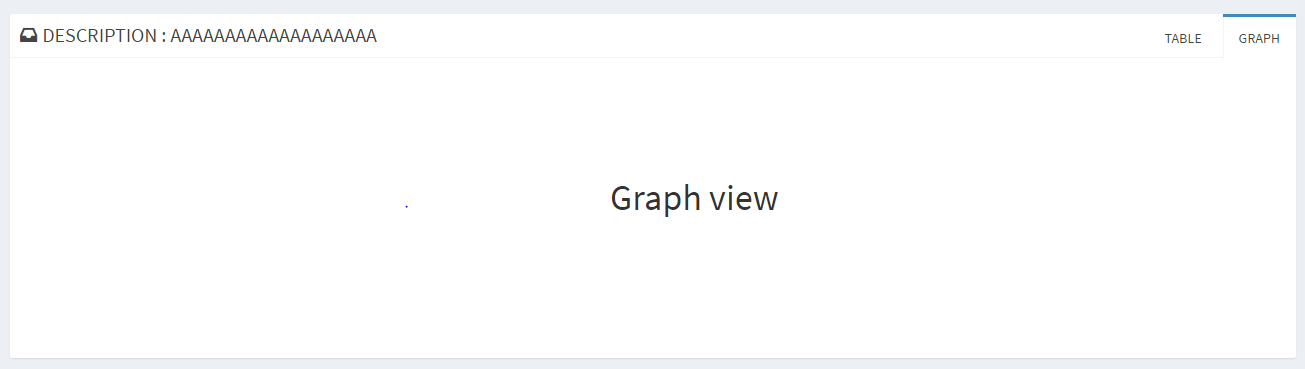 DESCRIPTION : AAAAAAAAAAAAAAAAAAA
TABLE
GRAPH
Graph view